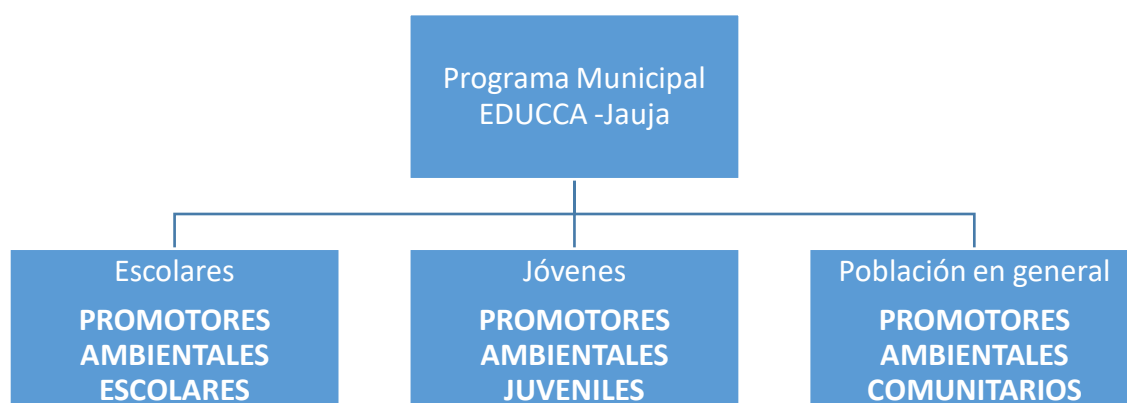 Programa Municipal
EDUCCA -Jauja
Escolares
PROMOTORES
AMBIENTALES
ESCOLARES
Jóvenes
PROMOTORES
AMBIENTALES
JUVENILES
Población en general
PROMOTORES
AMBIENTALES
COMUNITARIOS